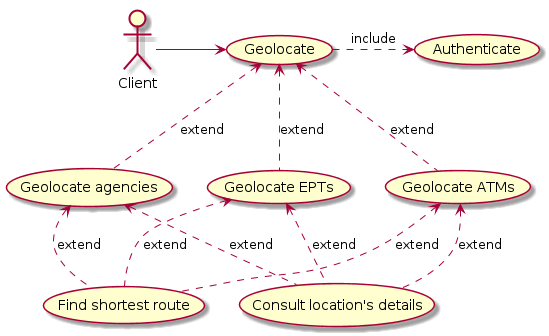 include
Geolocate
Authenticate
Client
extend
extend
extend
Geolocate agencies
Geolocate EPTs
Geolocate ATMs
extend
extend
extend
extend
extend
extend
Find shortest route
Consult location's details